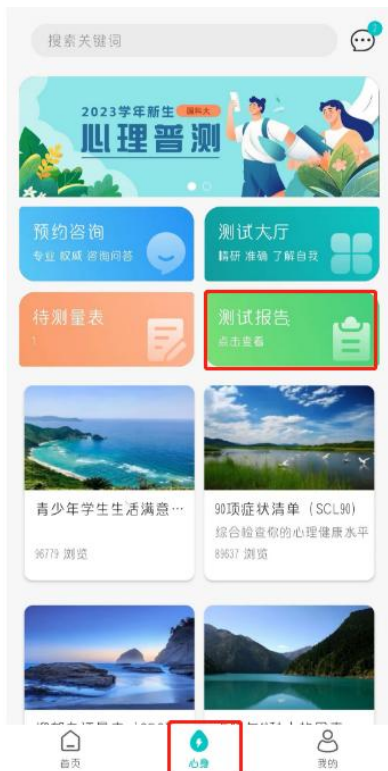 搜索关键词
2023学年新生 国科大
心理普测
预约咨询
专业 权威 咨询问答
测试大厅
精研 准确 了解自我
待测量表
1
测试报告
点击查看
青少年学生生活满意…
96779 浏览
90项症状清单（SCL90）
综合检查你的心理健康水平
89637 浏览
首页
心身
我的